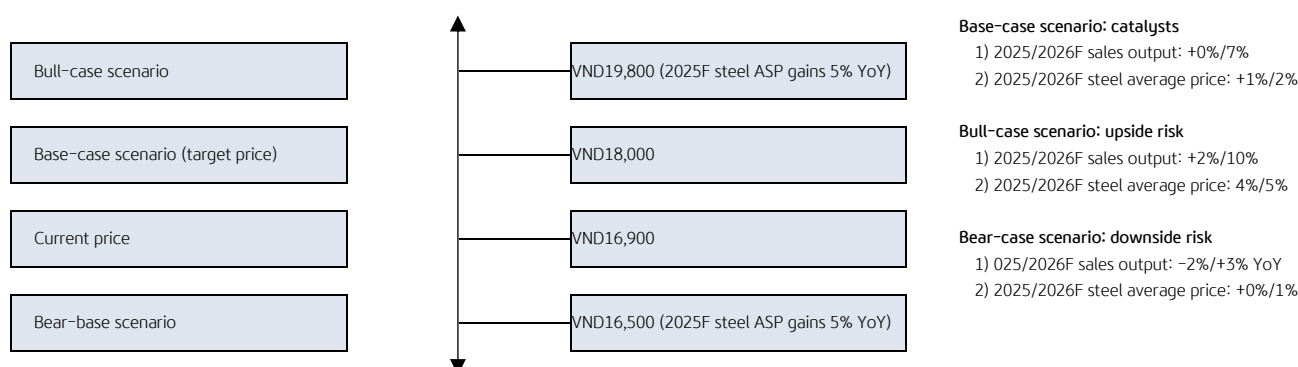 Bull-case scenario
VND19,800 (2025F steel ASP gains 5% YoY)
Base-case scenario (target price)
VND18,000
Current price
VND16,900
Bear-base scenario
VND16,500 (2025F steel ASP gains 5% YoY)
Base-case scenario: catalysts
1) 2025/2026F sales output: +0%/7%
2) 2025/2026F steel average price: +1%/2%
Bull-case scenario: upside risk
1) 2025/2026F sales output: +2%/10%
2) 2025/2026F steel average price: 4%/5%
Bear-case scenario: downside risk
1) 025/2026F sales output: -2%/+3% YoY
2) 2025/2026F steel average price: +0%/1%